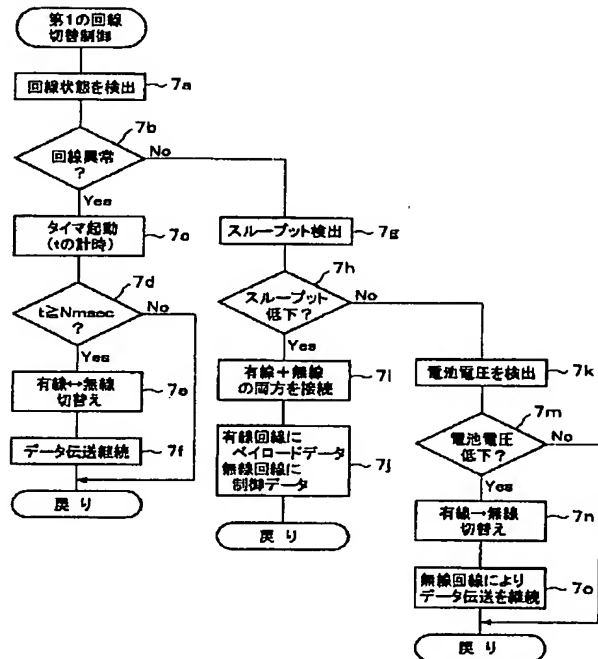 第1の回線
切替制御
回線状態を検出
7a
7b
回線異常
?
No
Yes
タイマ起動
(tの計時)
7c
7d
t≧Nmsec
?
No
Yes
有線↔無線
切替え
7e
データ伝送継続
7f
戻り
スループット検出
7g
7h
スループット
低下?
No
Yes
有線+無線
の両方を接続
7i
有線回線に
ペイロードデータ
無線回線に
制御データ
7j
戻り
電池電圧を検出
7k
7m
電池電圧
低下?
No
Yes
有線→無線
切替え
7n
無線回線により
データ伝送を継続
7o
戻り